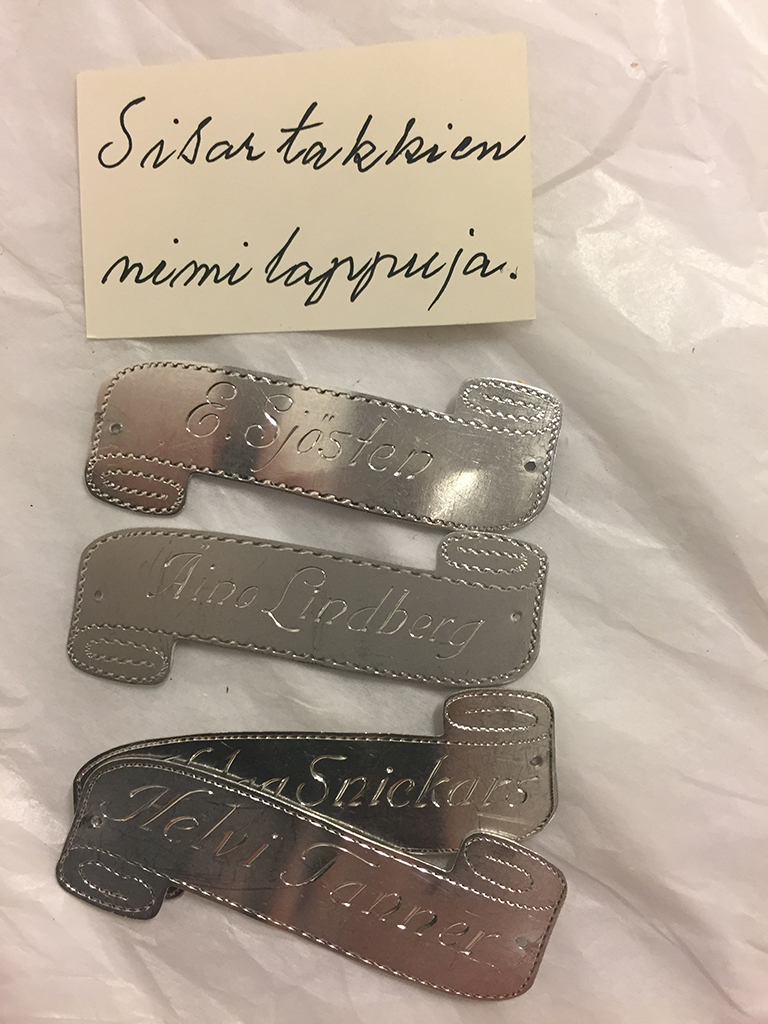 Sisartakkien
nimilappuja.
E. Sjösten
Aino Lindberg
Snickars
Helvi Tanner